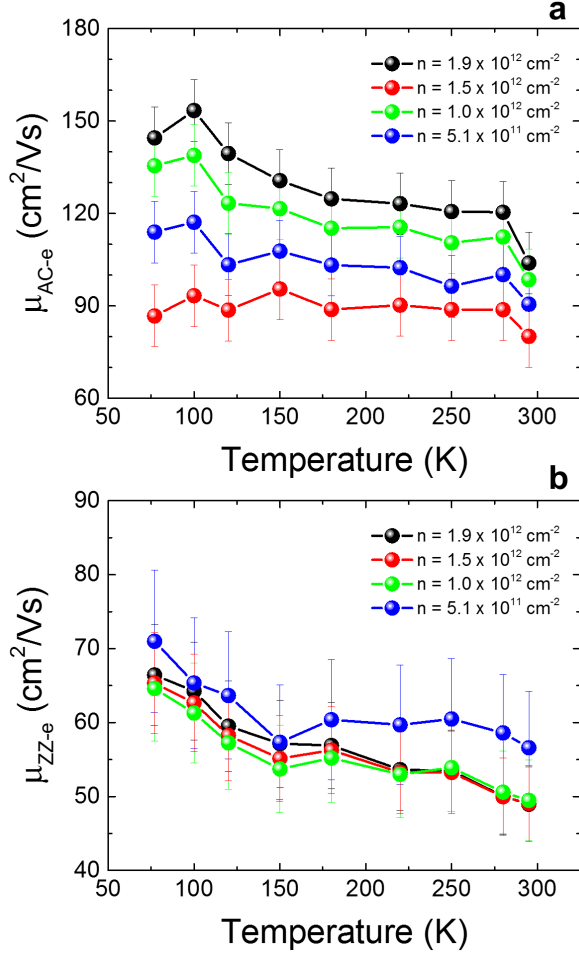 a
180
150
120
90
60
μAC-e (cm²/Vs)
n = 1.9 x 10¹² cm⁻²
n = 1.5 x 10¹² cm⁻²
n = 1.0 x 10¹² cm⁻²
n = 5.1 x 10¹¹ cm⁻²
50 100 150 200 250 300
Temperature (K)
b
90
80
70
60
50
40
μZZ-e (cm²/Vs)
n = 1.9 x 10¹² cm⁻²
n = 1.5 x 10¹² cm⁻²
n = 1.0 x 10¹² cm⁻²
n = 5.1 x 10¹¹ cm⁻²
50 100 150 200 250 300
Temperature (K)